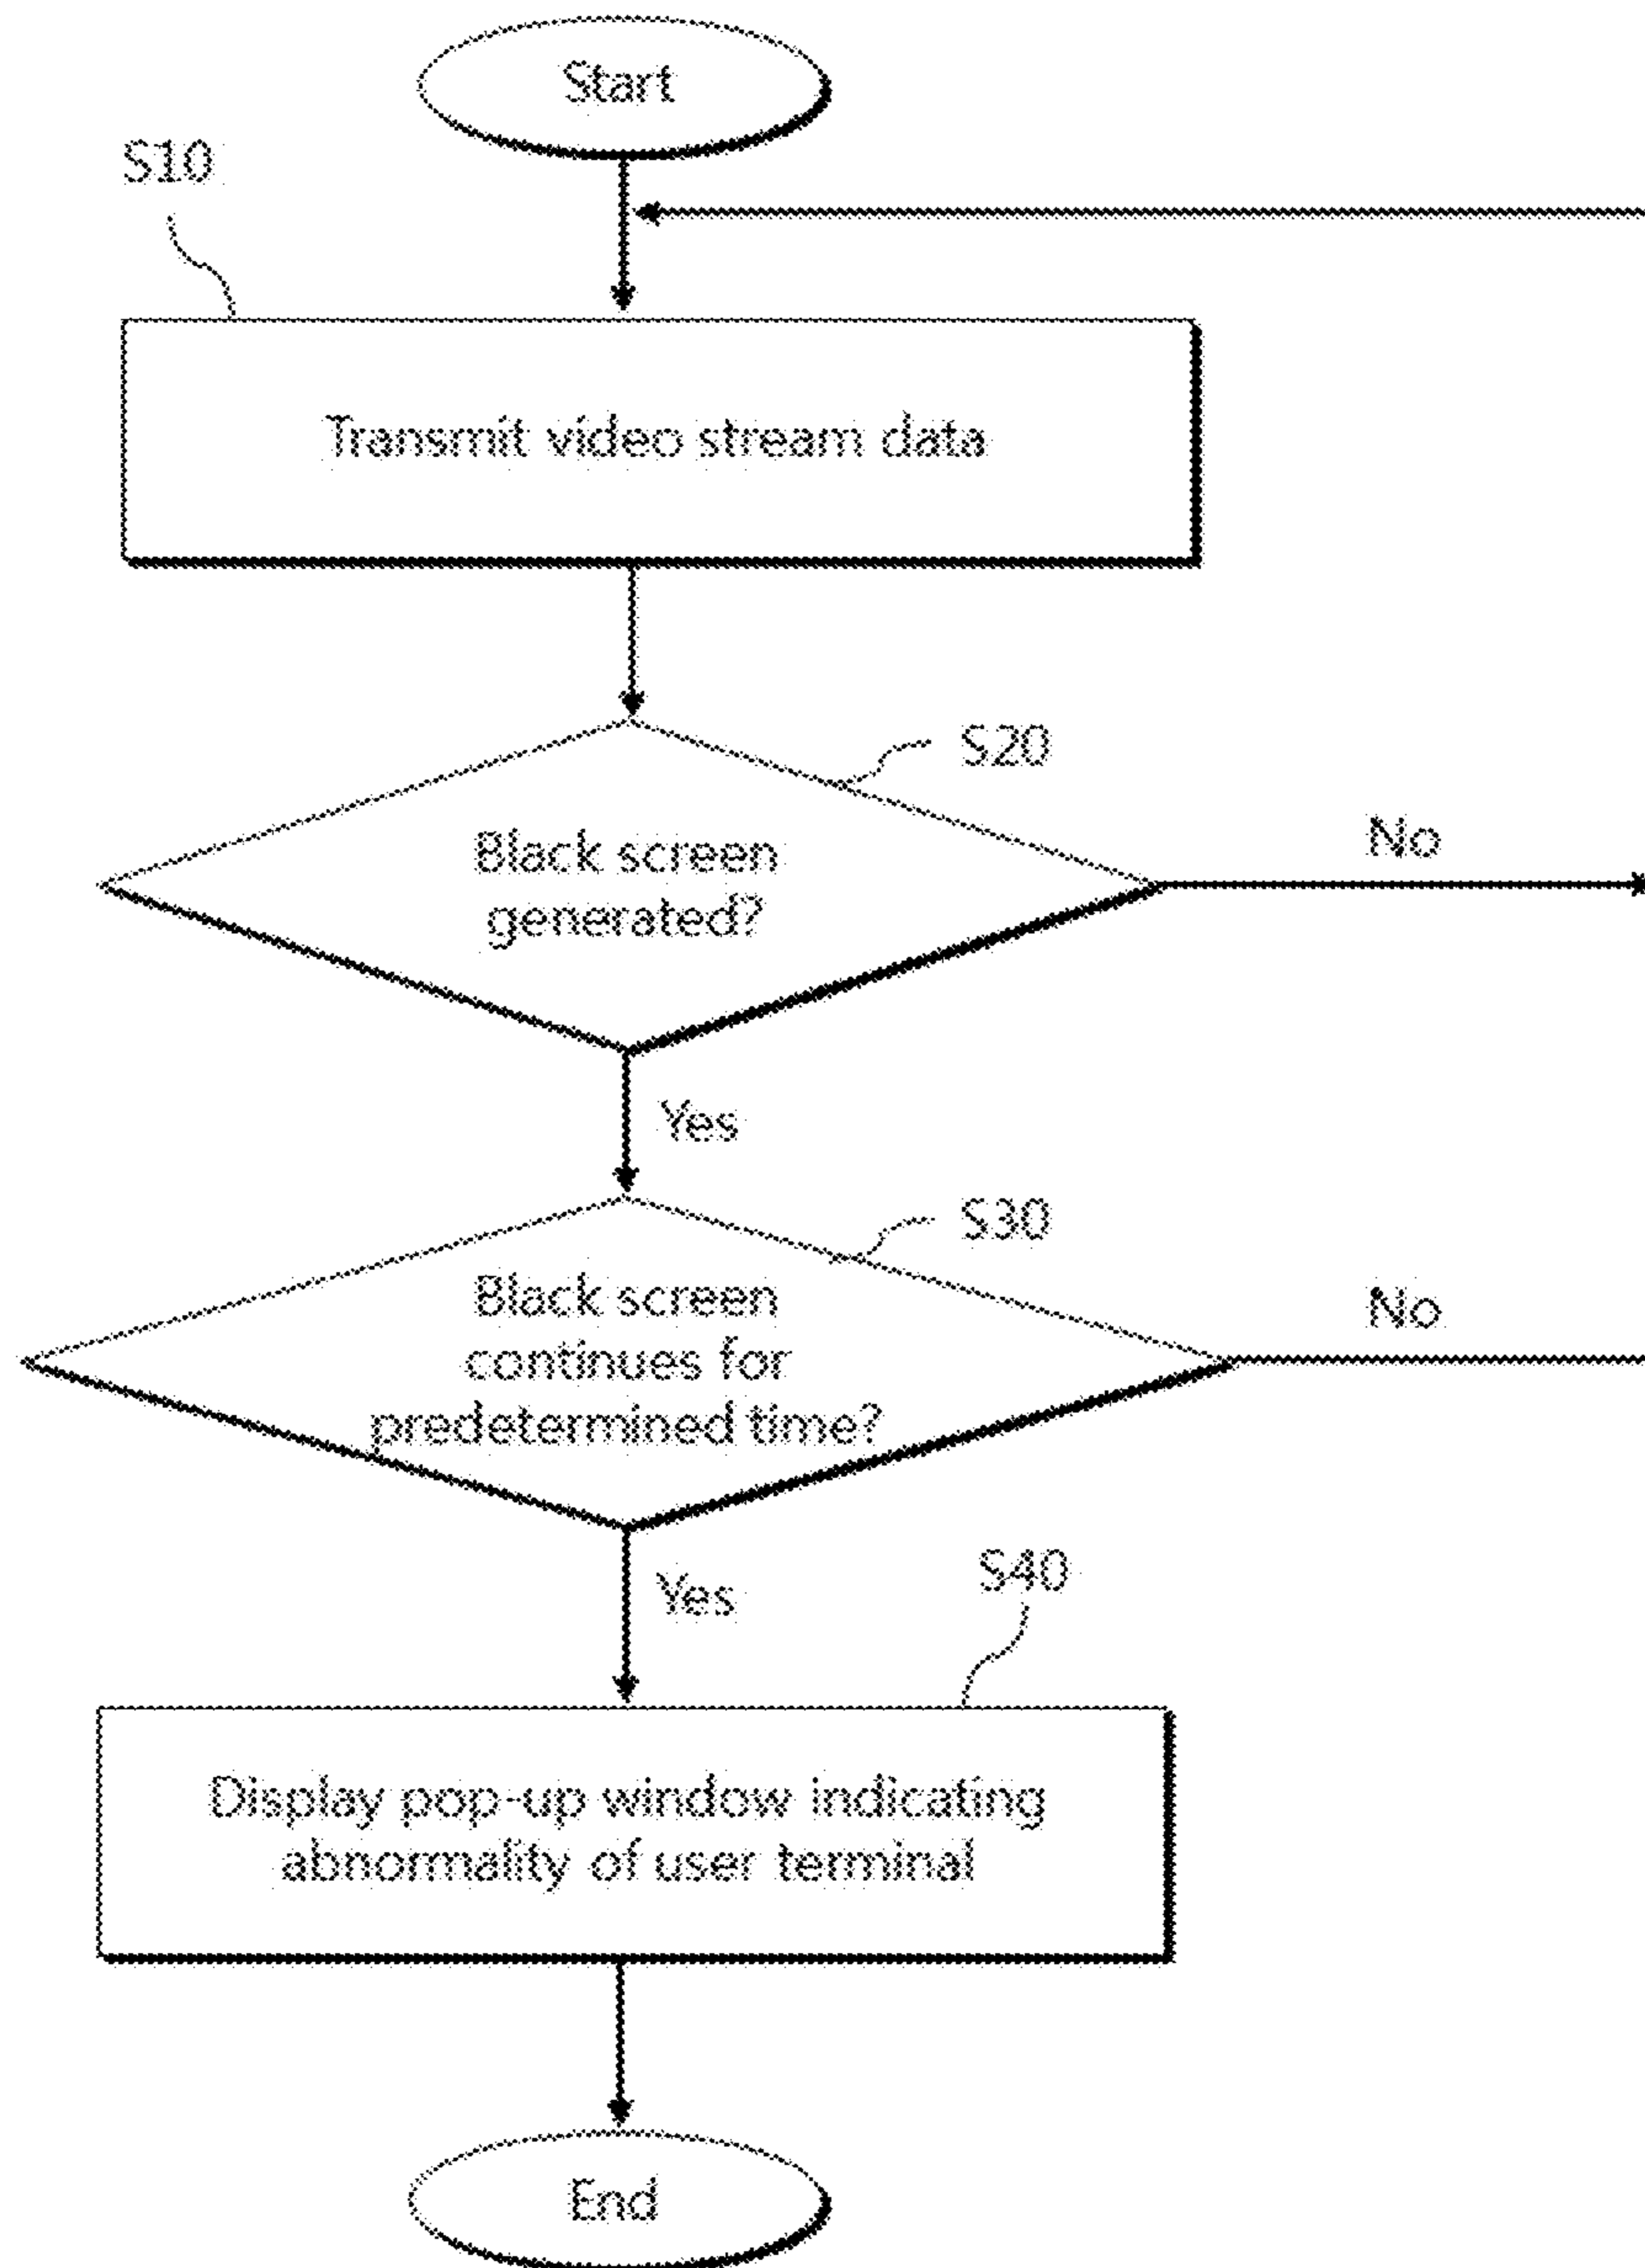 Start
S10
Transmit video stream data
S20
Black screen
generated?
No
Yes
S30
Black screen
continues for
predetermined time?
No
Yes
S40
Display pop-up window indicating
abnormality of user terminal
End